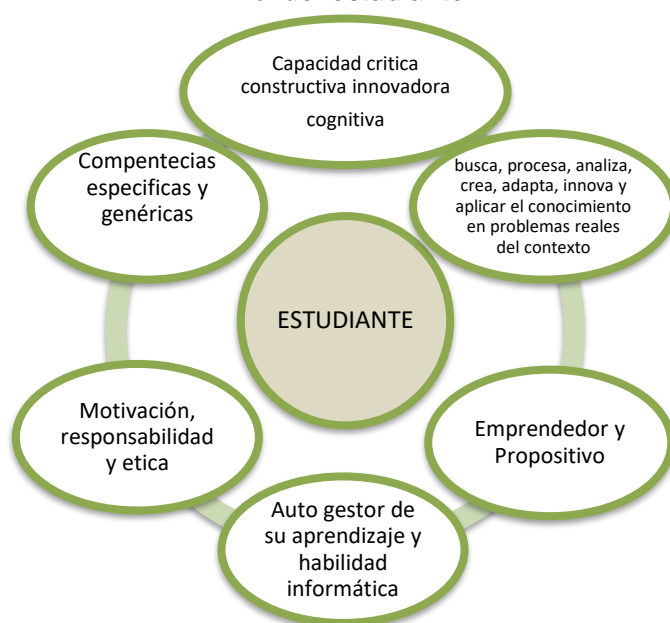 Capacidad critica
constructiva innovadora
cognitiva
busca, procesa, analiza,
crea, adapta, innova y
aplicar el conocimiento
en problemas reales
del contexto
Emprendedor y
Propositivo
Auto gestor de
su aprendizaje y
habilidad
informática
Motivación,
responsabilidad
y etica
Compentecias
especificas y
genéricas
ESTUDIANTE